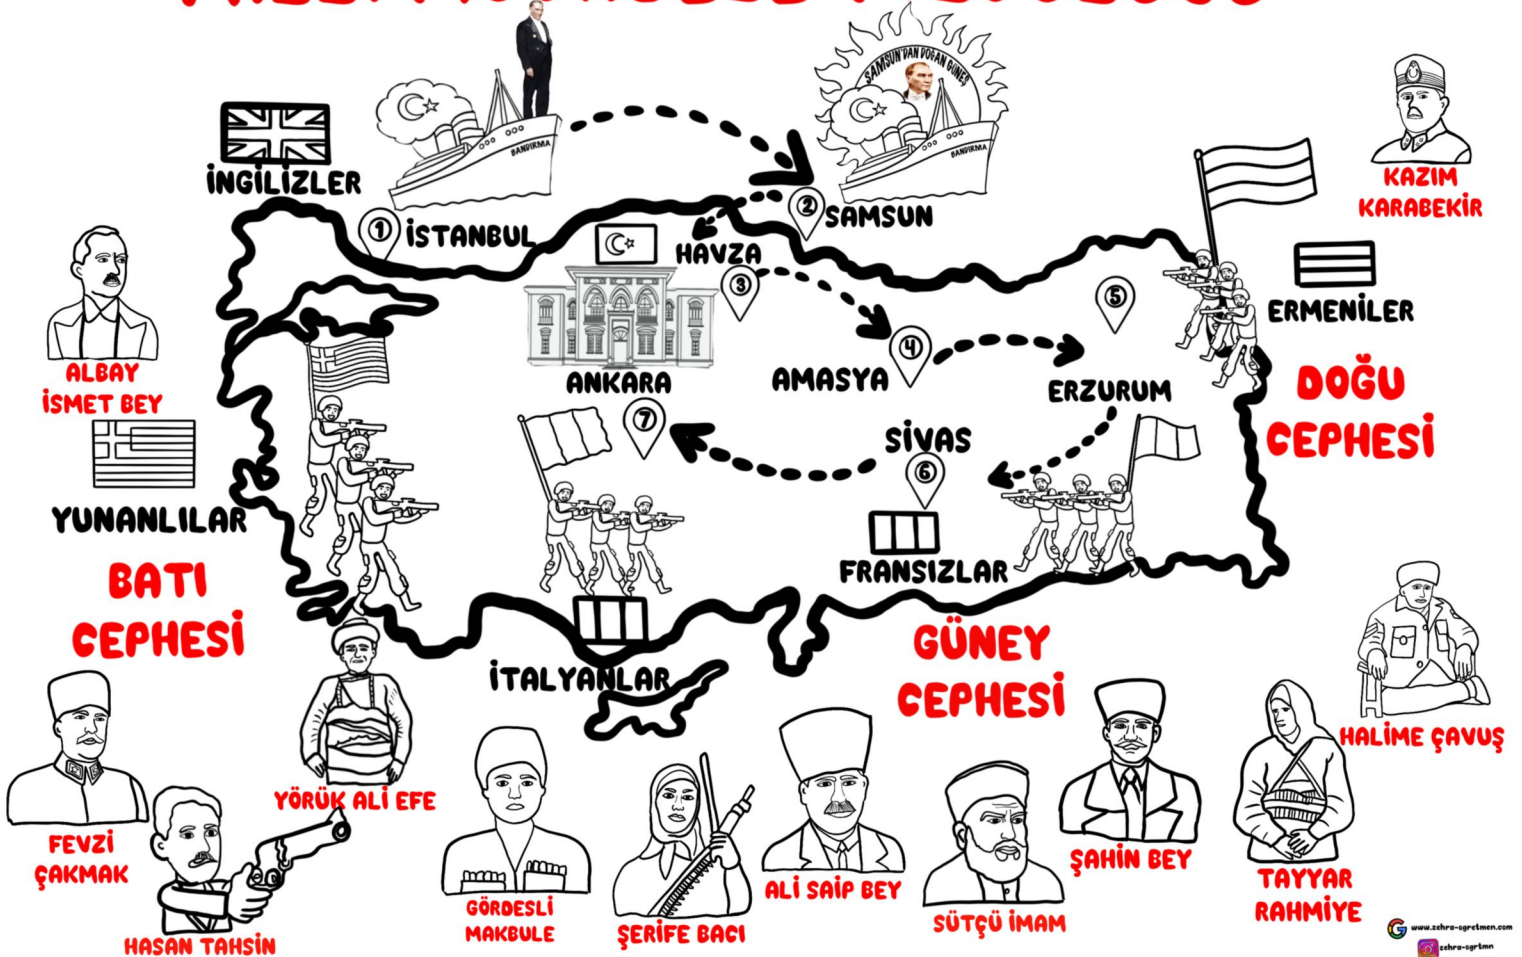 SAMSUN'DAN DOĞAN GÜNEŞ
BANDIRMA
BANDIRMA
İNGİLİZLER
KAZIM
KARABEKİR
1
İSTANBUL
2
SAMSUN
HAVZA
3
ERMENİLER
5
4
ALBAY
İSMET BEY
ANKARA
AMASYA
ERZURUM
DOĞU
CEPHESİ
7
SİVAS
6
YUNANLILAR
FRANSIZLAR
BATI
CEPHESİ
GÜNEY
CEPHESİ
İTALYANLAR
HALİME ÇAVUŞ
YÖRÜK ALİ EFE
FEVZİ
ÇAKMAK
ŞAHİN BEY
TAYYAR
RAHMİYE
ALİ SAİP BEY
GÖRDESLİ
MAKBULE
SÜTÇÜ İMAM
ŞERİFE BACI
HASAN TAHSİN
www.zehra-ogretmen.com
zehra-ogrtmn